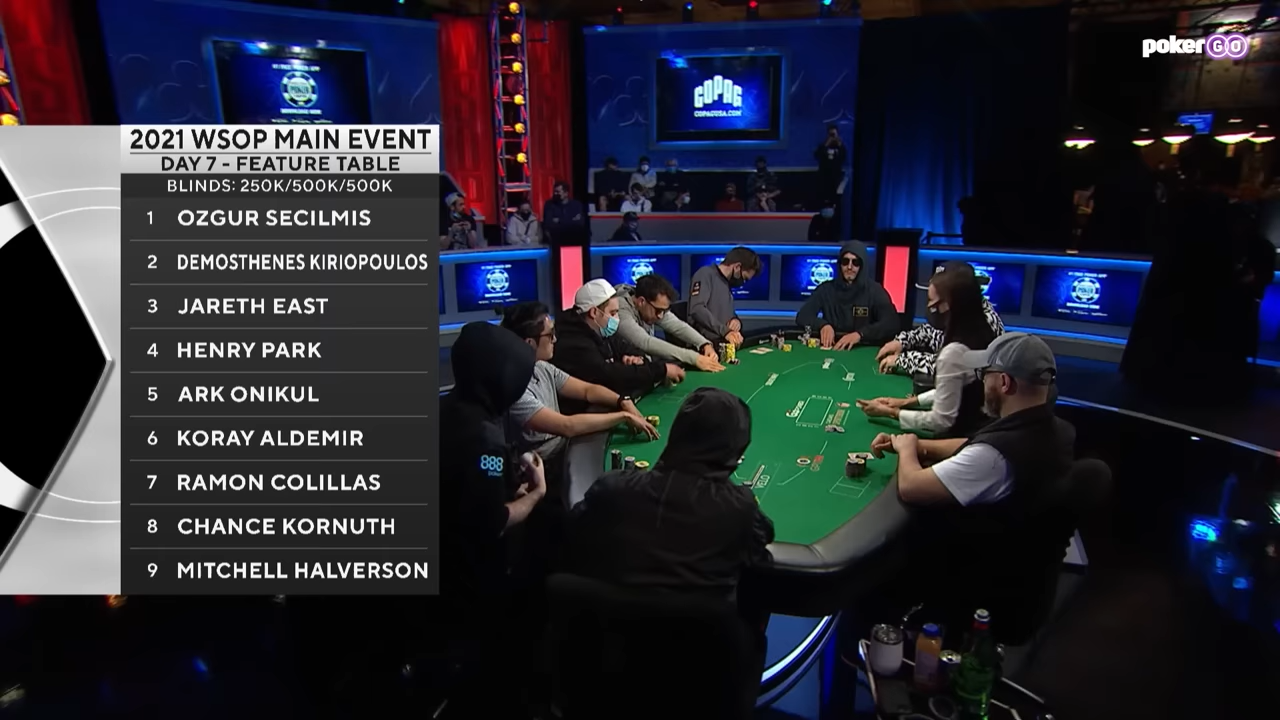 pokerGO
2021 WSOP MAIN EVENT
DAY 7 - FEATURE TABLE
BLINDS: 250K/500K/500K
1 OZGUR SECILMIS
2 DEMOSTHENES KIRIOPOULOS
3 JARETH EAST
4 HENRY PARK
5 ARK ONIKUL
6 KORAY ALDEMIR
7 RAMON COLILLAS
8 CHANCE KORNUTH
9 MITCHELL HALVERSON
POKER
COPAG
COPAGUSA.COM
888
VELO